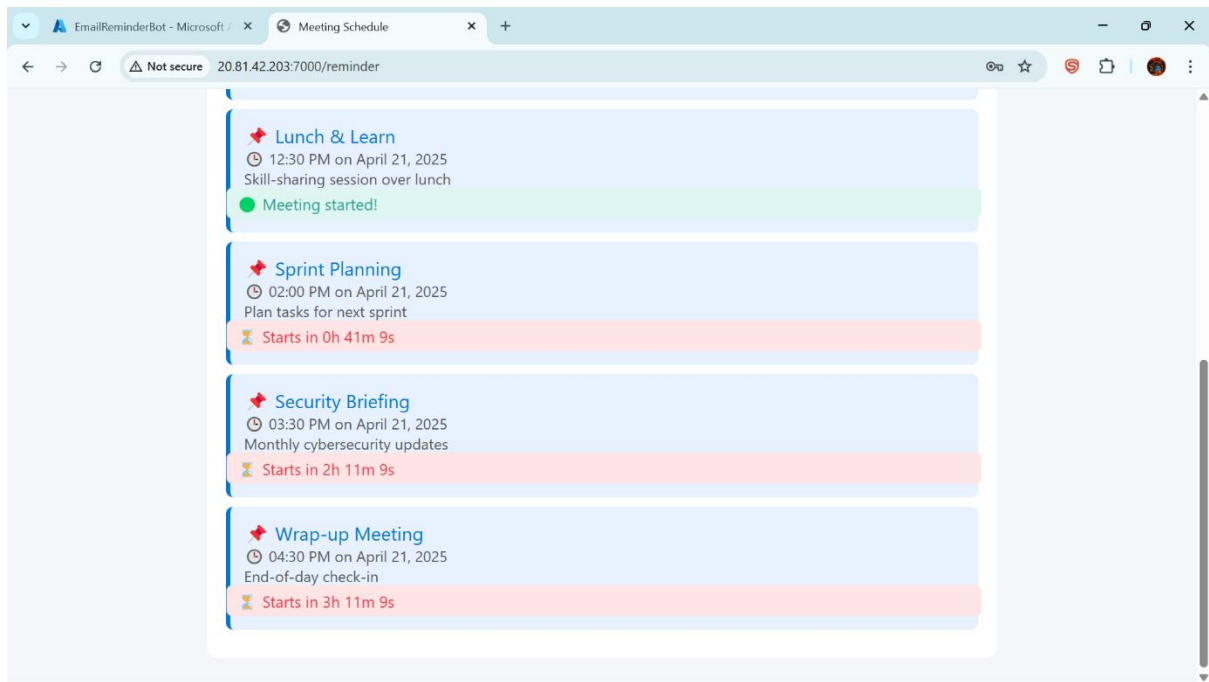 EmailReminderBot - Microsoft /
Meeting Schedule
Not secure 20.81.42.203:7000/reminder
Lunch & Learn
12:30 PM on April 21, 2025
Skill-sharing session over lunch
Meeting started!
Sprint Planning
02:00 PM on April 21, 2025
Plan tasks for next sprint
Starts in 0h 41m 9s
Security Briefing
03:30 PM on April 21, 2025
Monthly cybersecurity updates
Starts in 2h 11m 9s
Wrap-up Meeting
04:30 PM on April 21, 2025
End-of-day check-in
Starts in 3h 11m 9s